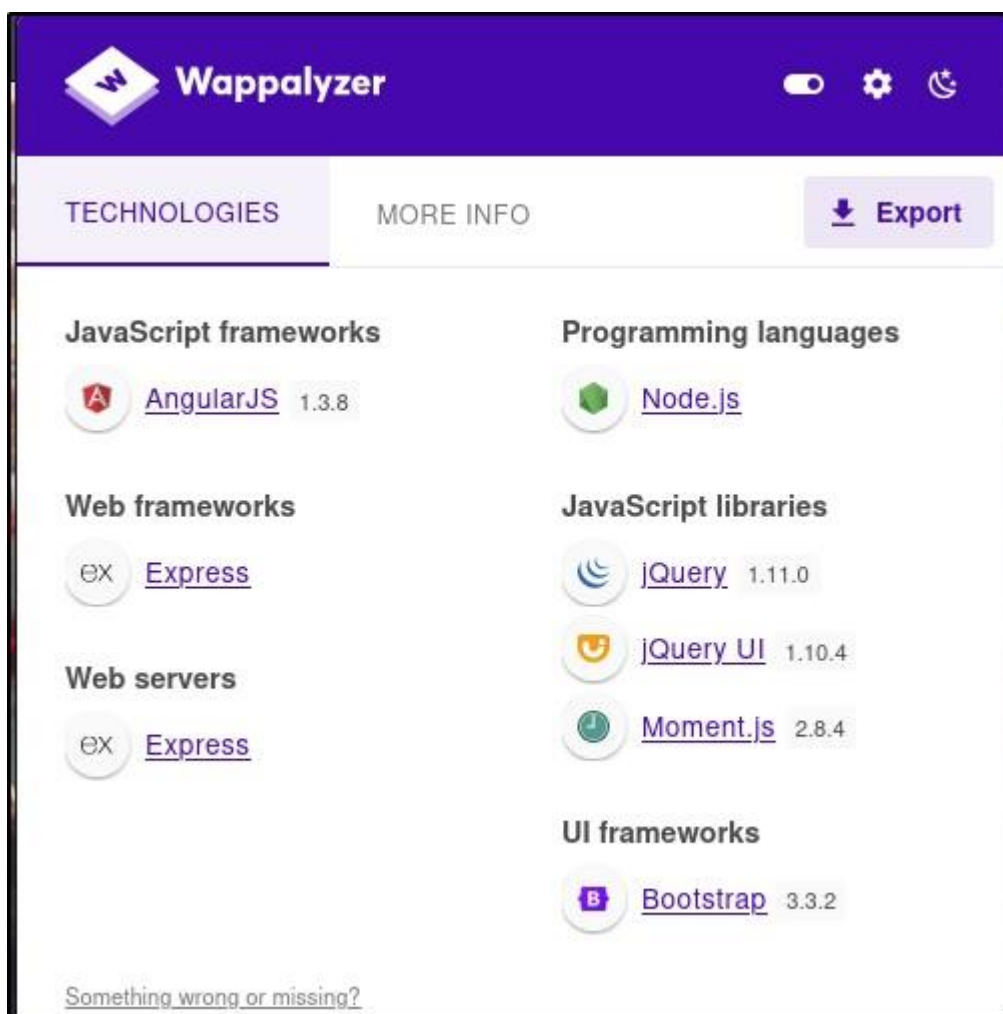 Wappalyzer
TECHNOLOGIES
MORE INFO
Export
JavaScript frameworks
AngularJS 1.3.8
Web frameworks
ex Express
Web servers
ex Express
Programming languages
Node.js
JavaScript libraries
jQuery 1.11.0
jQuery UI 1.10.4
Moment.js 2.8.4
UI frameworks
B Bootstrap 3.3.2
Something wrong or missing?